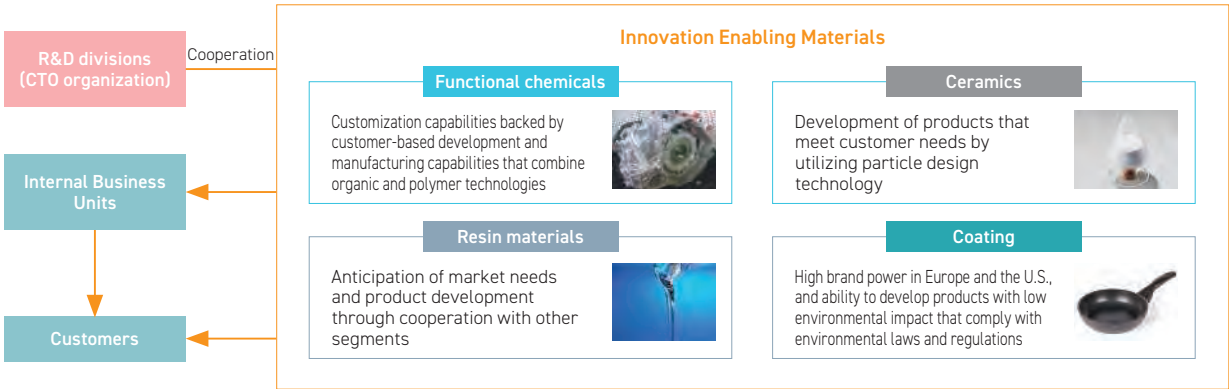 R&D divisions
(CTO organization)
Cooperation
Internal Business
Units
Customers
Innovation Enabling Materials
Functional chemicals
Customization capabilities backed by
customer-based development and
manufacturing capabilities that combine
organic and polymer technologies
Ceramics
Development of products that
meet customer needs by
utilizing particle design
technology
Resin materials
Anticipation of market needs
and product development
through cooperation with other
segments
Coating
High brand power in Europe and the U.S.,
and ability to develop products with low
environmental impact that comply with
environmental laws and regulations